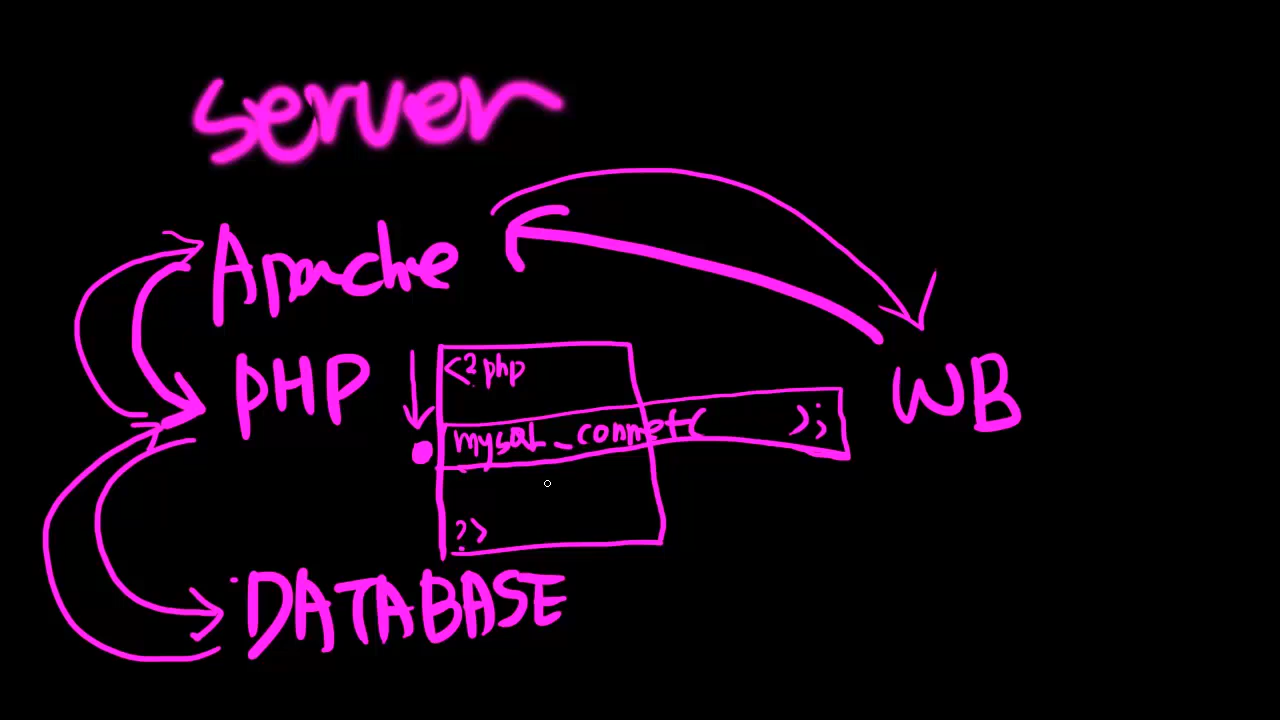 server
Apache
PHP
WB
<?php
mysql_connect( );
?>
DATABASE